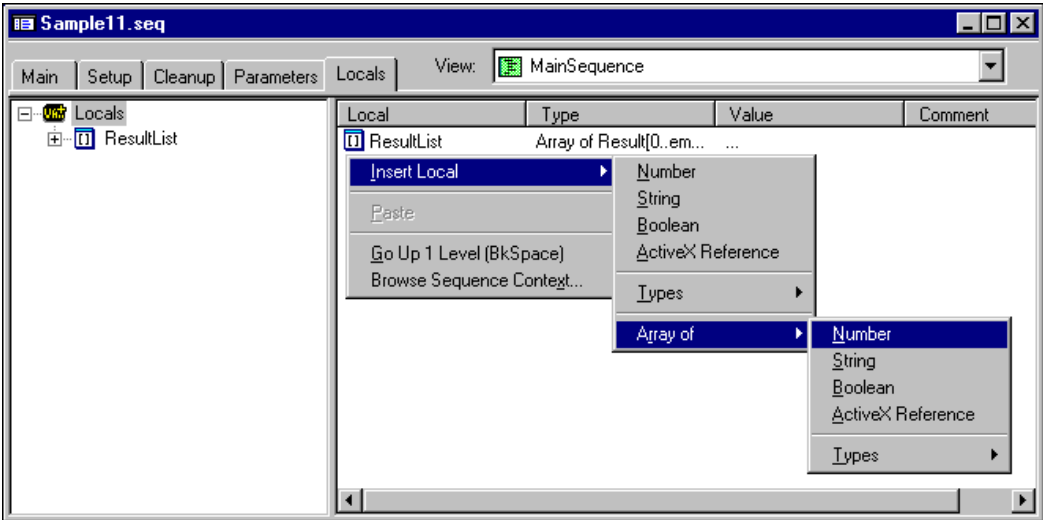 Sample11.seq
Main Setup Cleanup Parameters Locals View: MainSequence
Locals
ResultList
Local Type Value Comment
ResultList Array of Result[0..em... ...
Insert Local
Paste
Go Up 1 Level (BkSpace)
Browse Sequence Context...
Number
String
Boolean
ActiveX Reference
Types
Array of
Number
String
Boolean
ActiveX Reference
Types